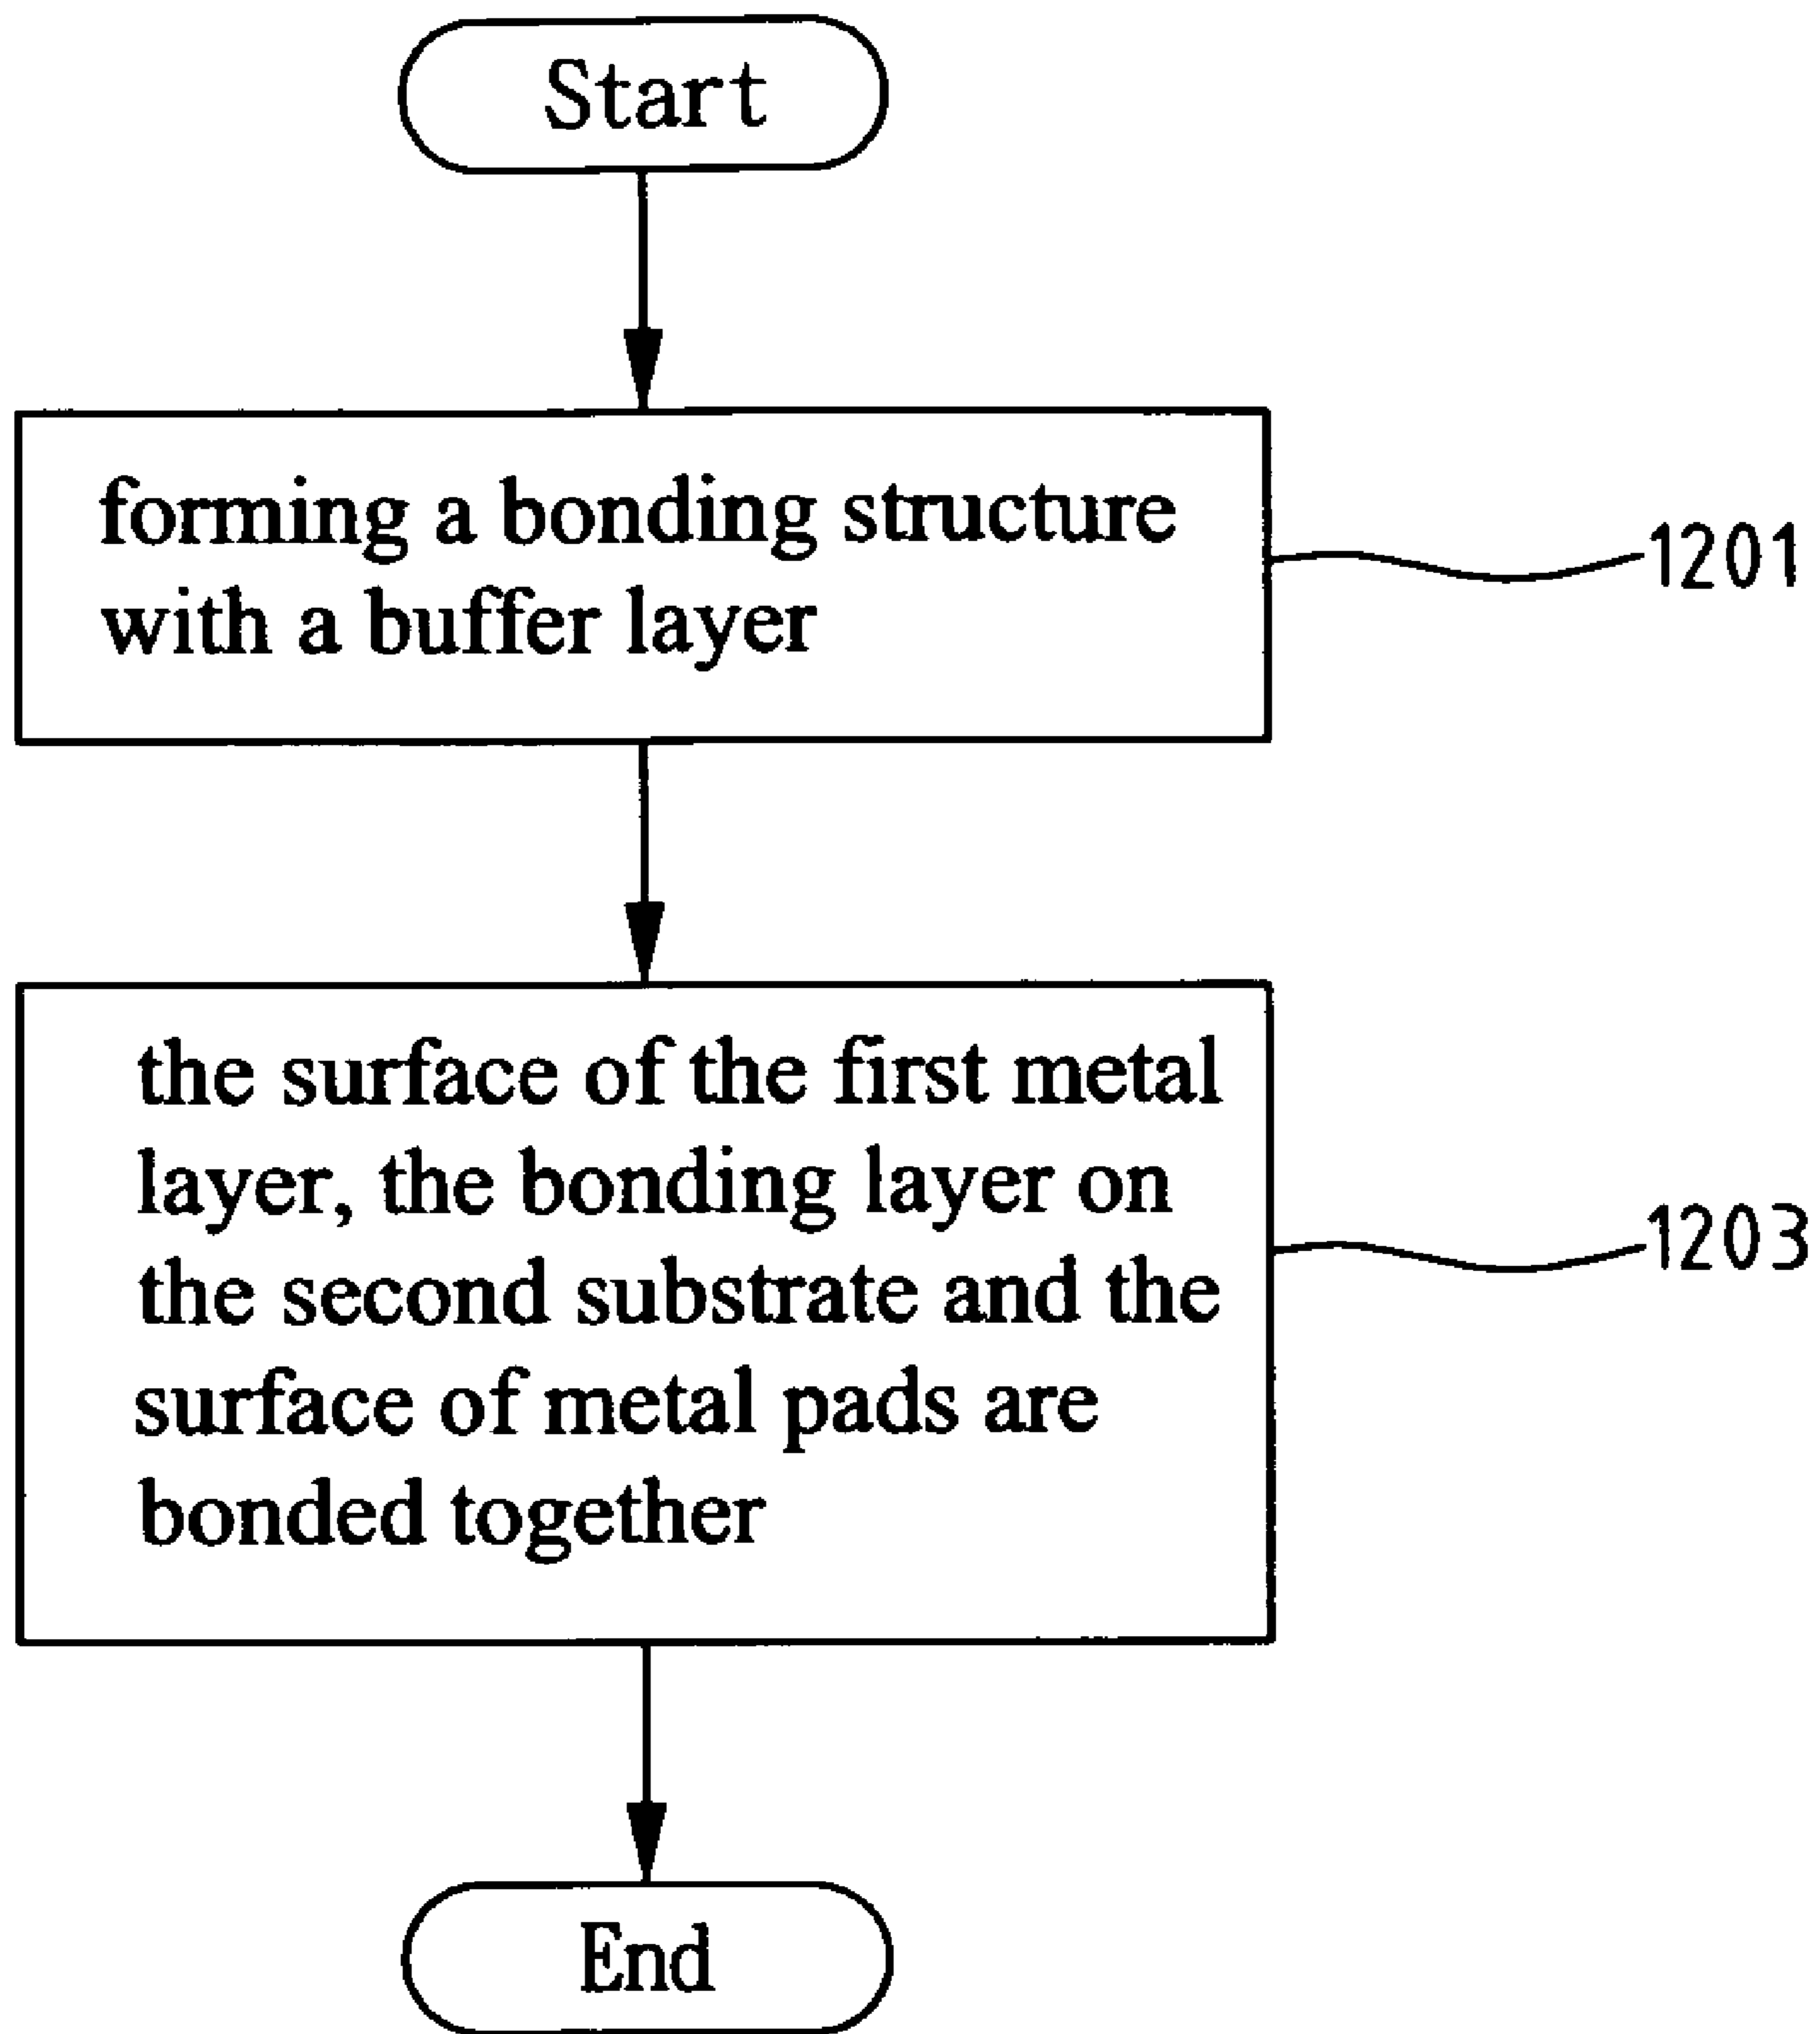 Start
forming a bonding structure
with a buffer layer
1201
the surface of the first metal
layer, the bonding layer on
the second substrate and the
surface of metal pads are
bonded together
1203
End